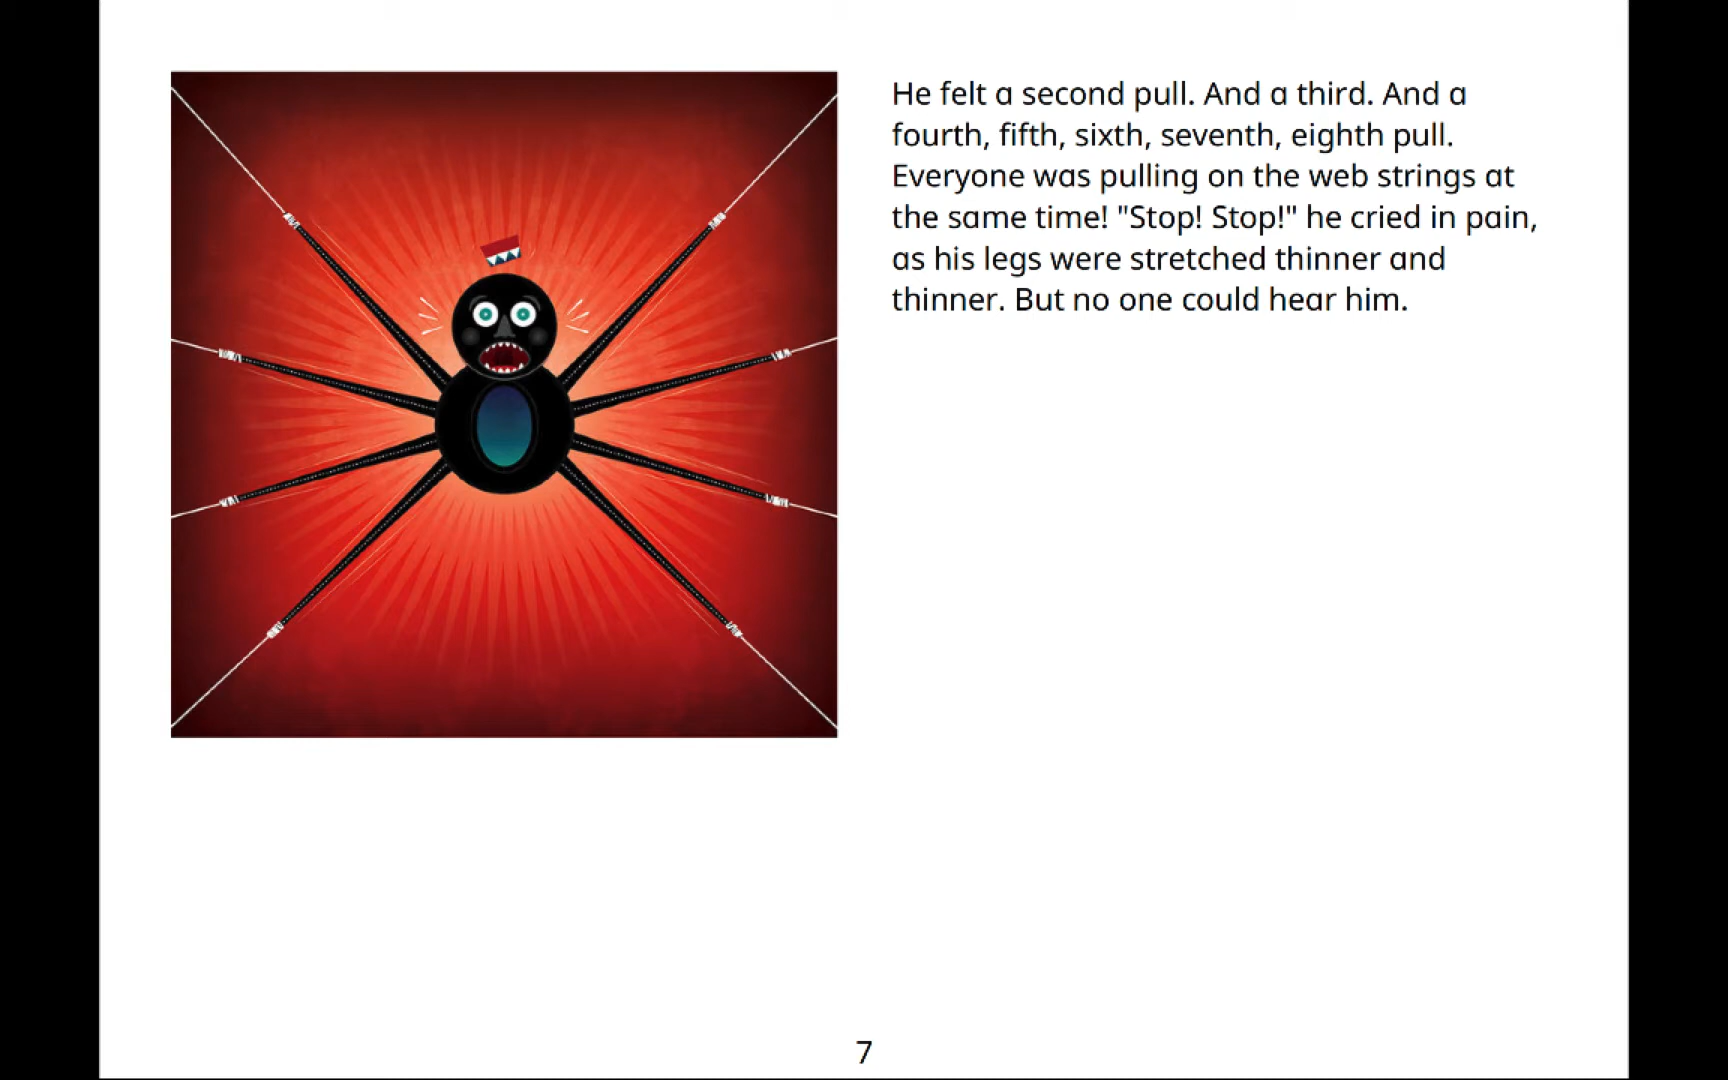 He felt a second pull. And a third. And a
fourth, fifth, sixth, seventh, eighth pull.
Everyone was pulling on the web strings at
the same time! "Stop! Stop!" he cried in pain,
as his legs were stretched thinner and
thinner. But no one could hear him.
7